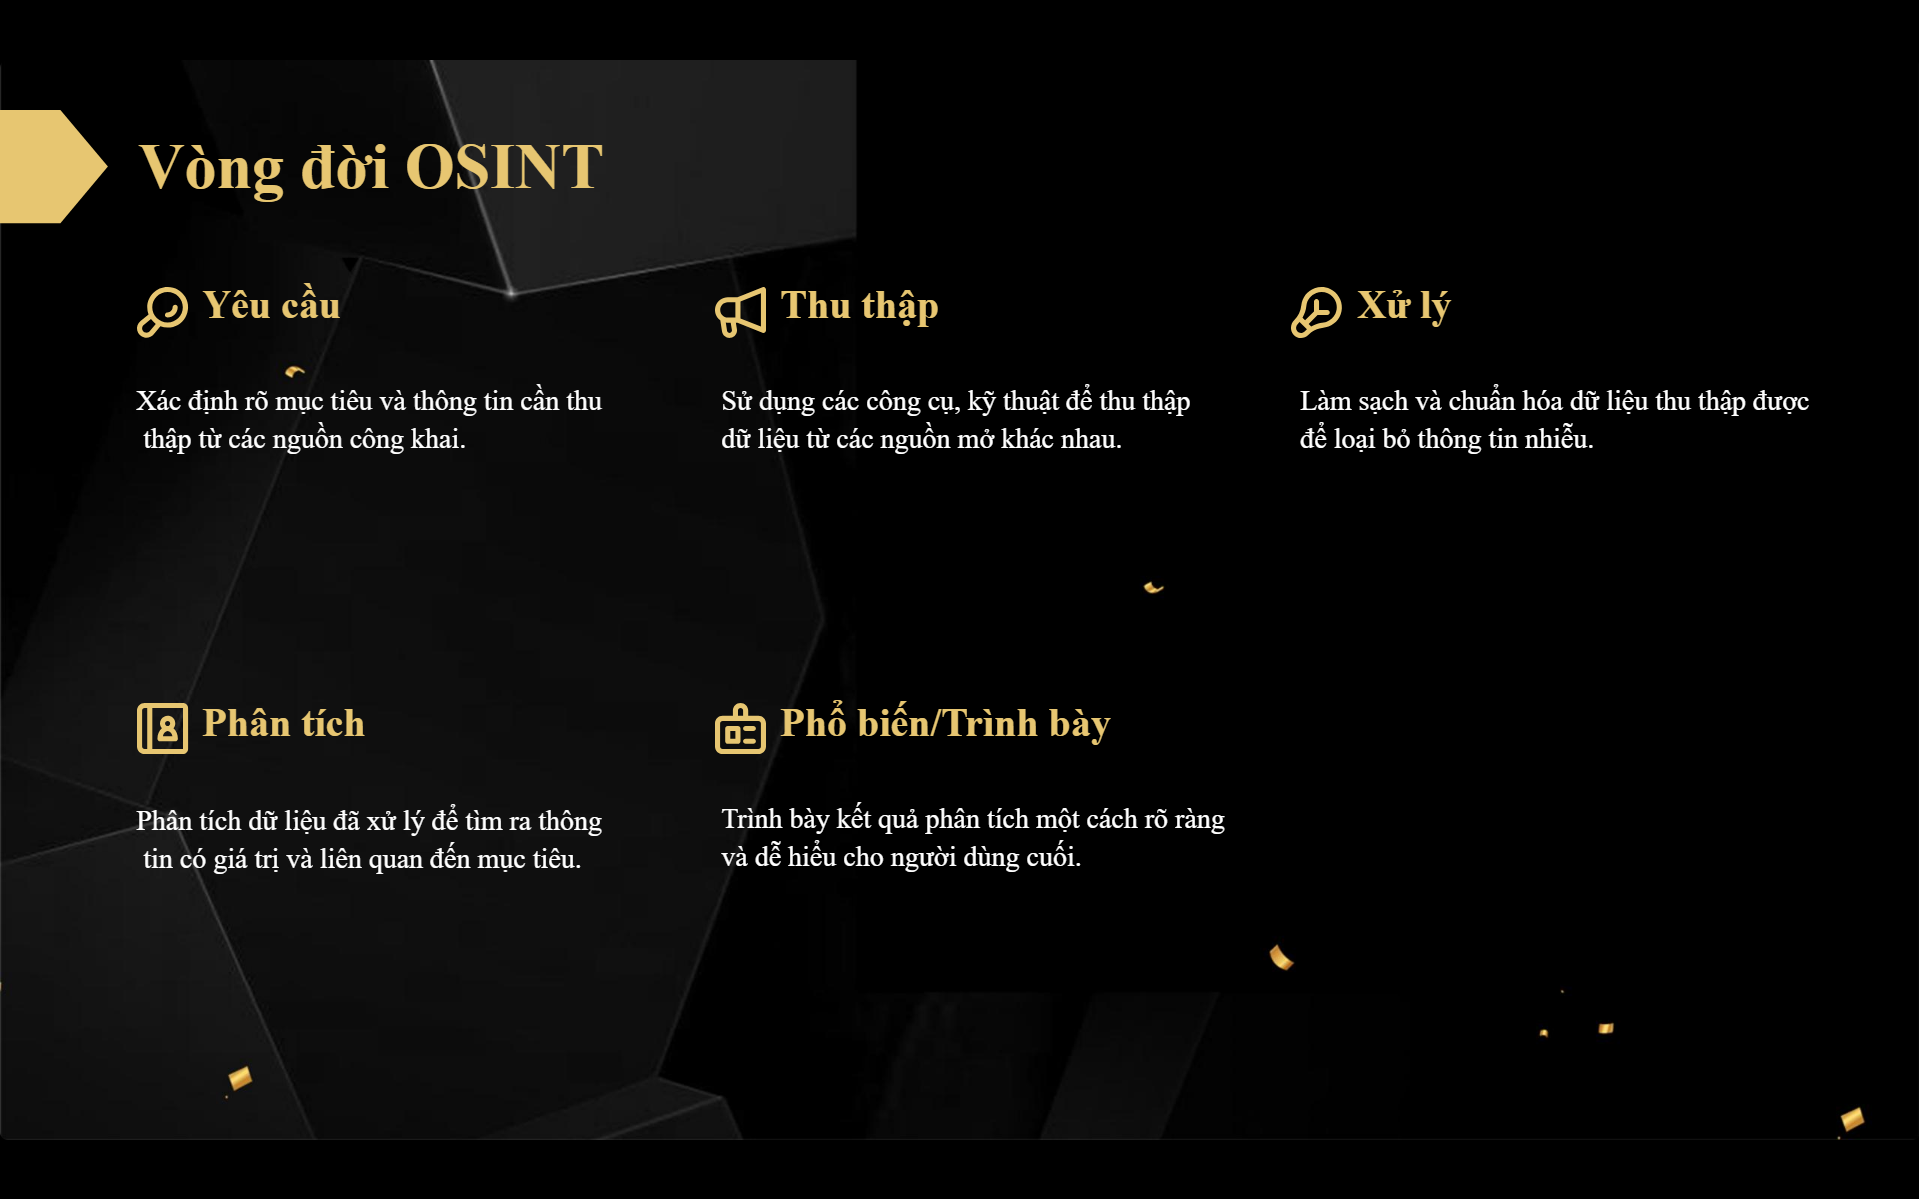 Vòng đời OSINT
Yêu cầu
Xác định rõ mục tiêu và thông tin cần thu
thập từ các nguồn công khai.
Thu thập
Sử dụng các công cụ, kỹ thuật để thu thập
dữ liệu từ các nguồn mở khác nhau.
Xử lý
Làm sạch và chuẩn hóa dữ liệu thu thập được
để loại bỏ thông tin nhiễu.
Phân tích
Phân tích dữ liệu đã xử lý để tìm ra thông
tin có giá trị và liên quan đến mục tiêu.
Phổ biến/Trình bày
Trình bày kết quả phân tích một cách rõ ràng
và dễ hiểu cho người dùng cuối.